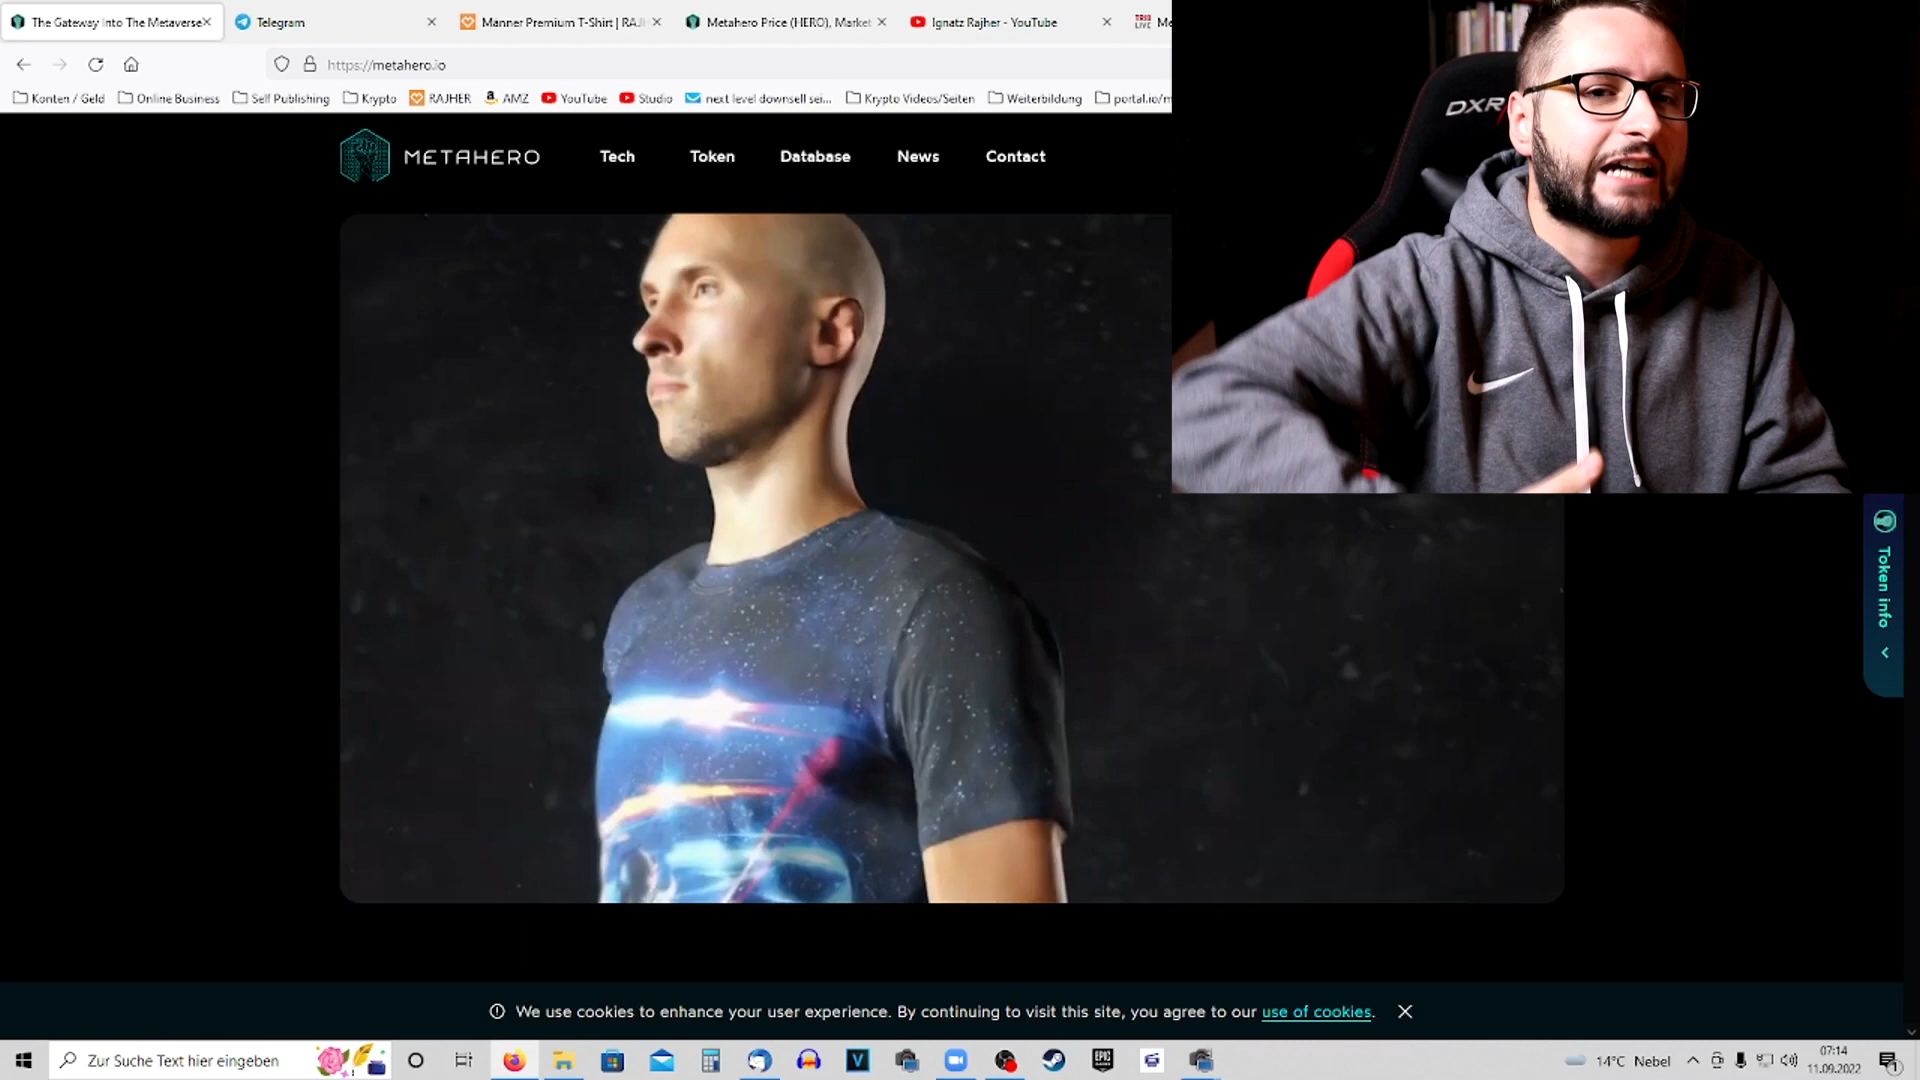 The Gateway Into The Metaverse
Telegram
Männer Premium T-Shirt | RAJH
Metahero Price (HERO), Market
Ignatz Rajher - YouTube
Me
https://metahero.io
Konten / Geld
Online Business
Self Publishing
Krypto
RAJHER
AMZ
YouTube
Studio
next level downsell sei...
Krypto Videos/Seiten
Weiterbildung
portal.io/m
METAHERO
Tech
Token
Database
News
Contact
DXR
Token info
We use cookies to enhance your user experience. By continuing to visit this site, you agree to our use of cookies.
Zur Suche Text hier eingeben
14°C Nebel
07:14
11.09.2022